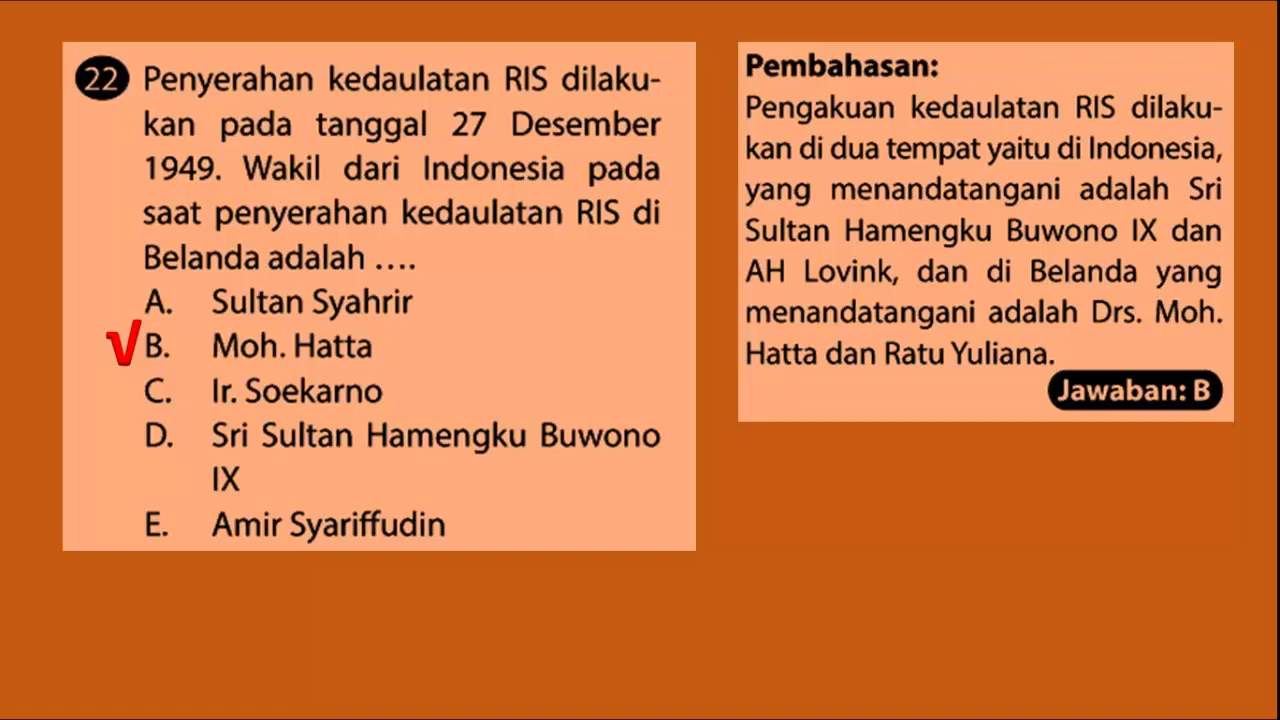 22 Penyerahan kedaulatan RIS dilaku-
kan pada tanggal 27 Desember
1949. Wakil dari Indonesia pada
saat penyerahan kedaulatan RIS di
Belanda adalah ....
A. Sultan Syahrir
√ B. Moh. Hatta
C. Ir. Soekarno
D. Sri Sultan Hamengku Buwono
IX
E. Amir Syariffudin
Pembahasan:
Pengakuan kedaulatan RIS dilaku-
kan di dua tempat yaitu di Indonesia,
yang menandatangani adalah Sri
Sultan Hamengku Buwono IX dan
AH Lovink, dan di Belanda yang
menandatangani adalah Drs. Moh.
Hatta dan Ratu Yuliana.
Jawaban: B